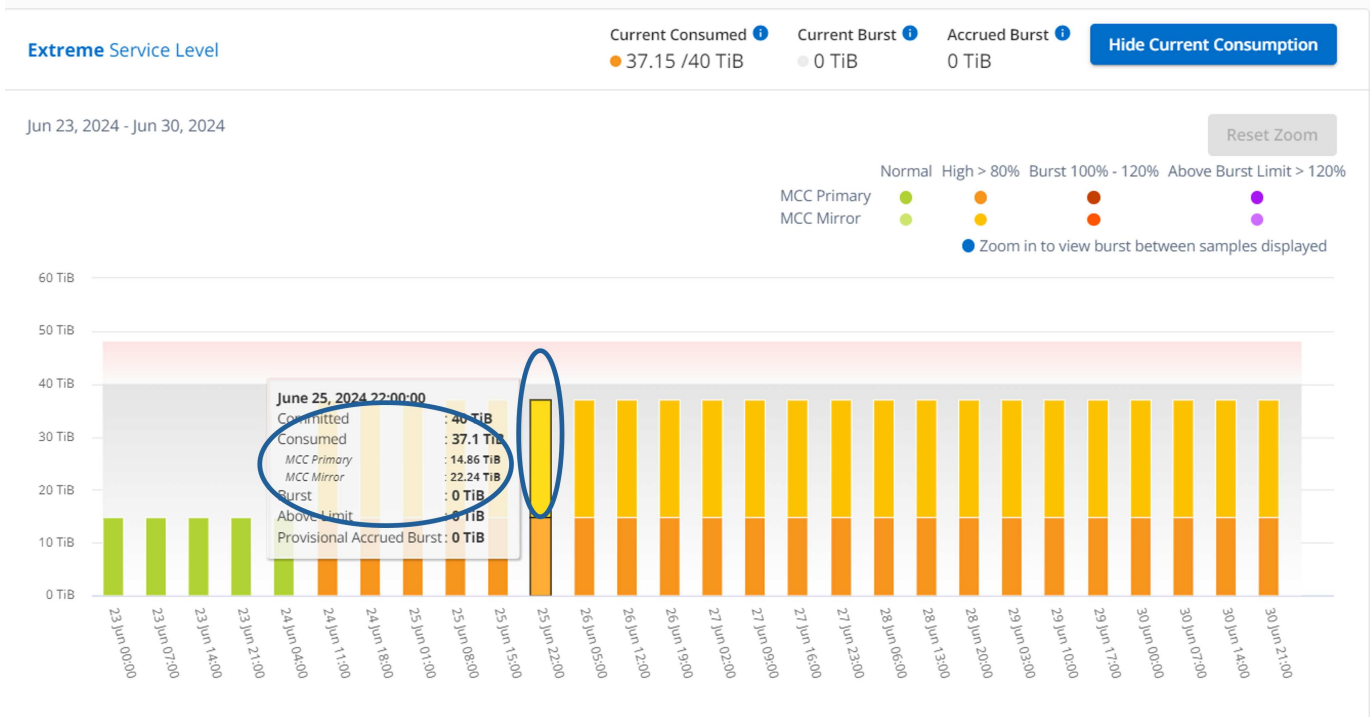 Extreme Service Level
Current Consumed
37.15 /40 TiB
Current Burst
0 TiB
Accrued Burst
0 TiB
Hide Current Consumption
Jun 23, 2024 - Jun 30, 2024
Reset Zoom
Normal High > 80% Burst 100% - 120% Above Burst Limit > 120%
MCC Primary
MCC Mirror
Zoom in to view burst between samples displayed
60 TiB
50 TiB
40 TiB
30 TiB
20 TiB
10 TiB
0 TiB
June 25, 2024 22:00:00
Committed : 40 TiB
Consumed : 37.1 TiB
MCC Primary : 14.86 TiB
MCC Mirror : 22.24 TiB
Burst : 0 TiB
Above Limit : 0 TiB
Provisional Accrued Burst : 0 TiB
23 Jun 00:00
23 Jun 07:00
23 Jun 14:00
23 Jun 21:00
24 Jun 04:00
24 Jun 11:00
24 Jun 18:00
25 Jun 01:00
25 Jun 08:00
25 Jun 15:00
25 Jun 22:00
26 Jun 05:00
26 Jun 12:00
26 Jun 19:00
27 Jun 02:00
27 Jun 09:00
27 Jun 16:00
27 Jun 23:00
28 Jun 06:00
28 Jun 13:00
28 Jun 20:00
29 Jun 03:00
29 Jun 10:00
29 Jun 17:00
30 Jun 00:00
30 Jun 07:00
30 Jun 14:00
30 Jun 21:00